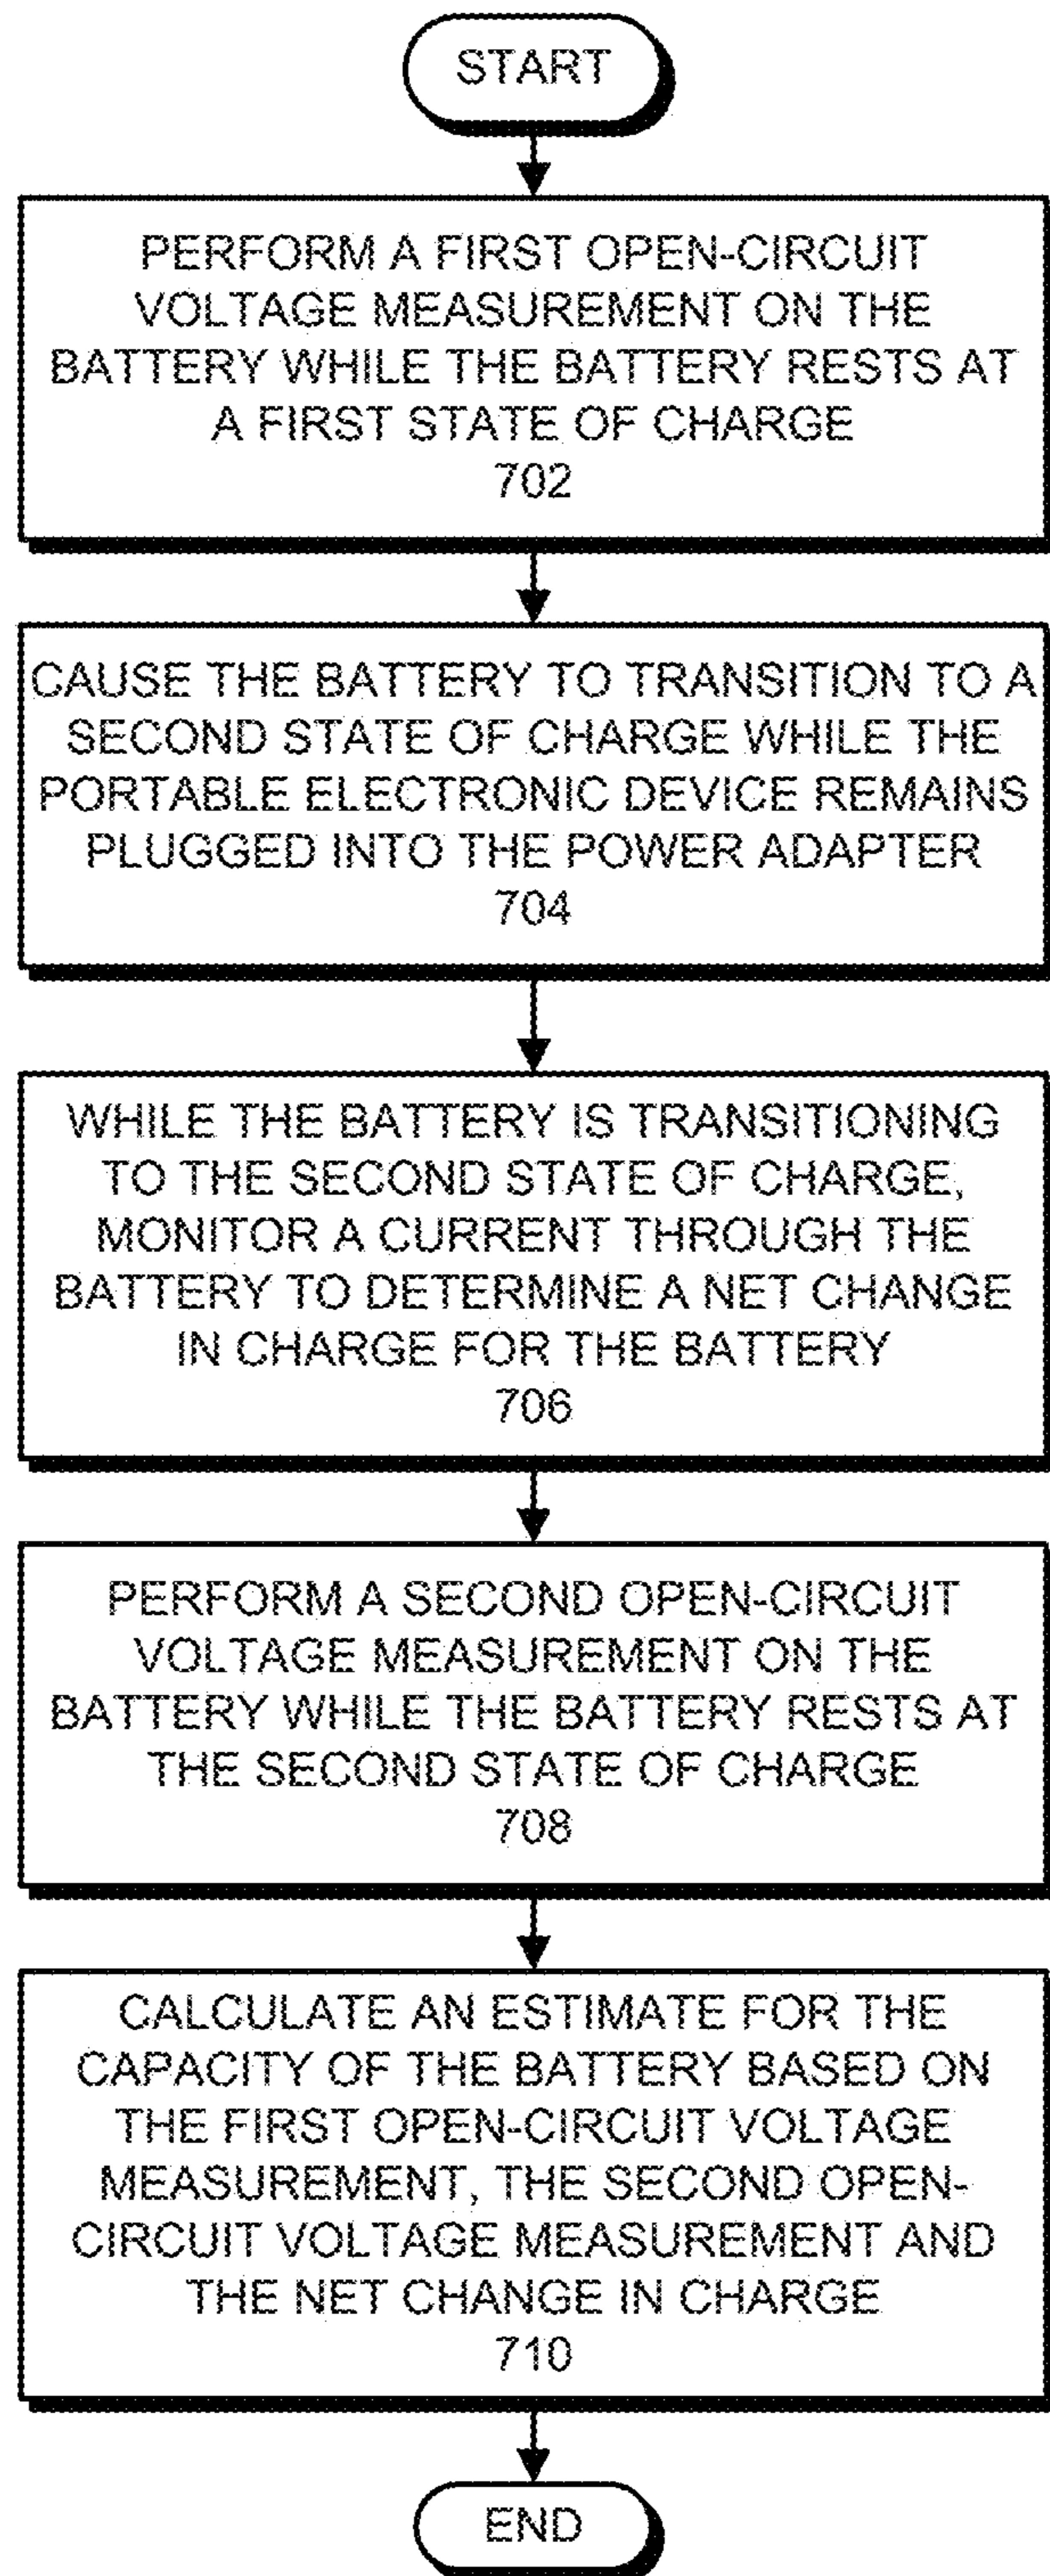 START
PERFORM A FIRST OPEN-CIRCUIT
VOLTAGE MEASUREMENT ON THE
BATTERY WHILE THE BATTERY RESTS AT
A FIRST STATE OF CHARGE
702
CAUSE THE BATTERY TO TRANSITION TO A
SECOND STATE OF CHARGE WHILE THE
PORTABLE ELECTRONIC DEVICE REMAINS
PLUGGED INTO THE POWER ADAPTER
704
WHILE THE BATTERY IS TRANSITIONING
TO THE SECOND STATE OF CHARGE,
MONITOR A CURRENT THROUGH THE
BATTERY TO DETERMINE A NET CHANGE
IN CHARGE FOR THE BATTERY
706
PERFORM A SECOND OPEN-CIRCUIT
VOLTAGE MEASUREMENT ON THE
BATTERY WHILE THE BATTERY RESTS AT
THE SECOND STATE OF CHARGE
708
CALCULATE AN ESTIMATE FOR THE
CAPACITY OF THE BATTERY BASED ON
THE FIRST OPEN-CIRCUIT VOLTAGE
MEASUREMENT, THE SECOND OPEN-
CIRCUIT VOLTAGE MEASUREMENT AND
THE NET CHANGE IN CHARGE
710
END